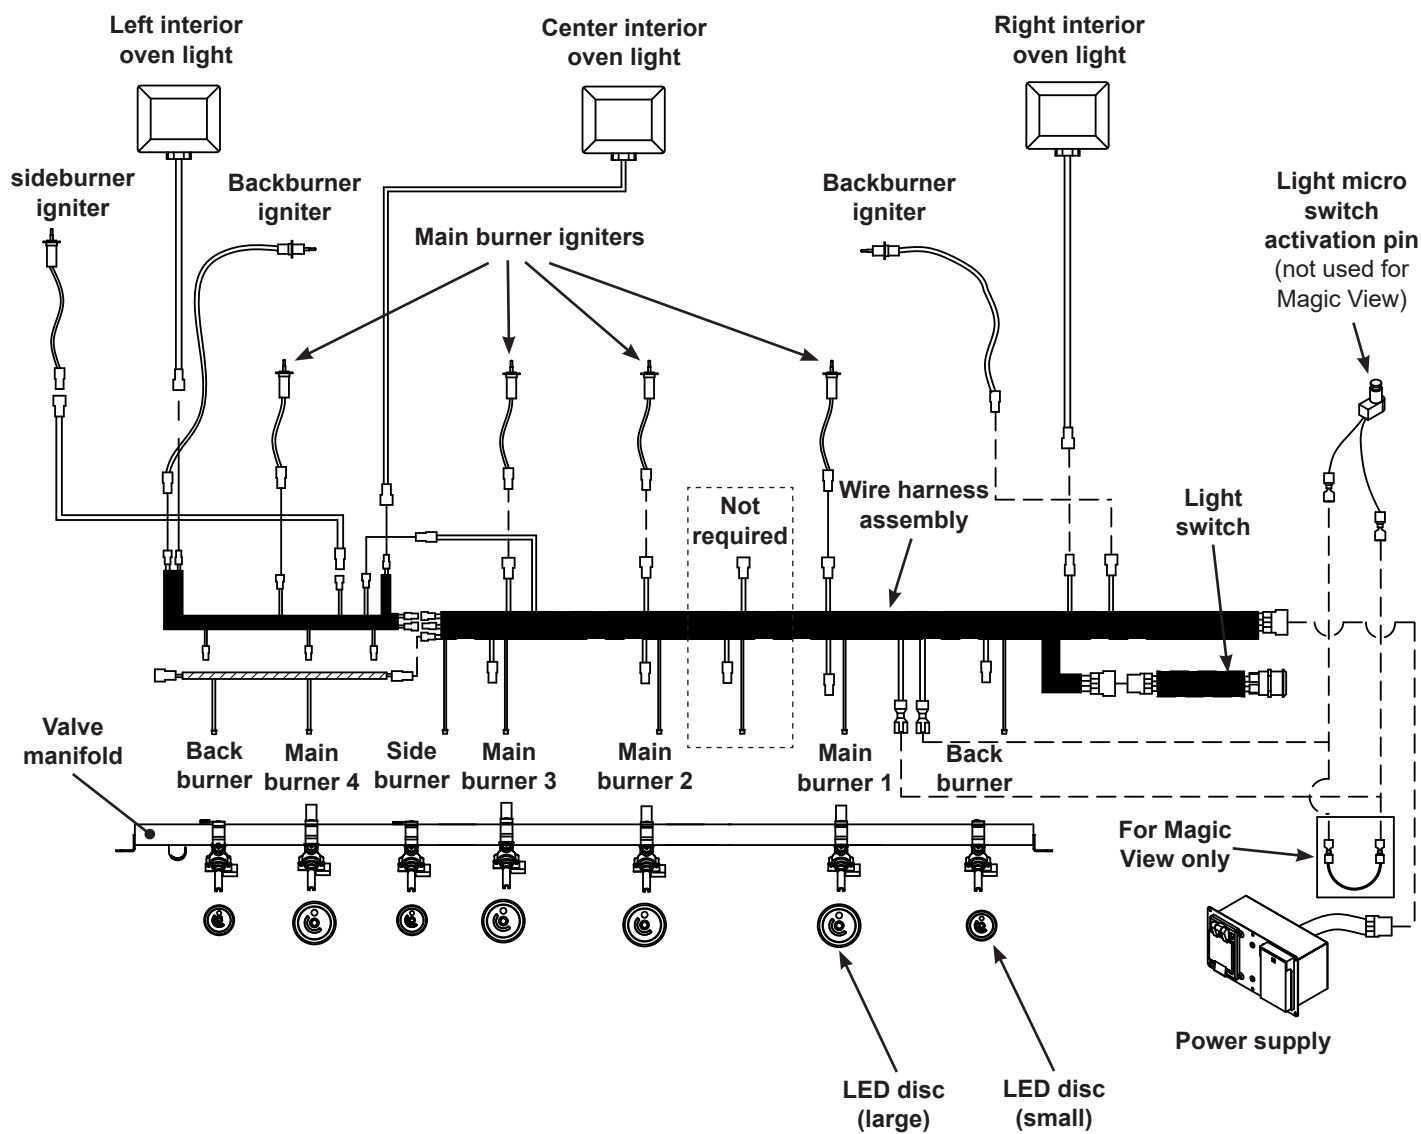 Left interior
oven light
Center interior
oven light
Right interior
oven light
sideburner
igniter
Backburner
igniter
Main burner igniters
Backburner
igniter
Light micro
switch
activation pin
(not used for
Magic View)
Not
required
Wire harness
assembly
Light
switch
Valve
manifold
Back
burner
Main
burner 4
Side
burner
Main
burner 3
Main
burner 2
Main
burner 1
Back
burner
For Magic
View only
Power supply
LED disc
(large)
LED disc
(small)